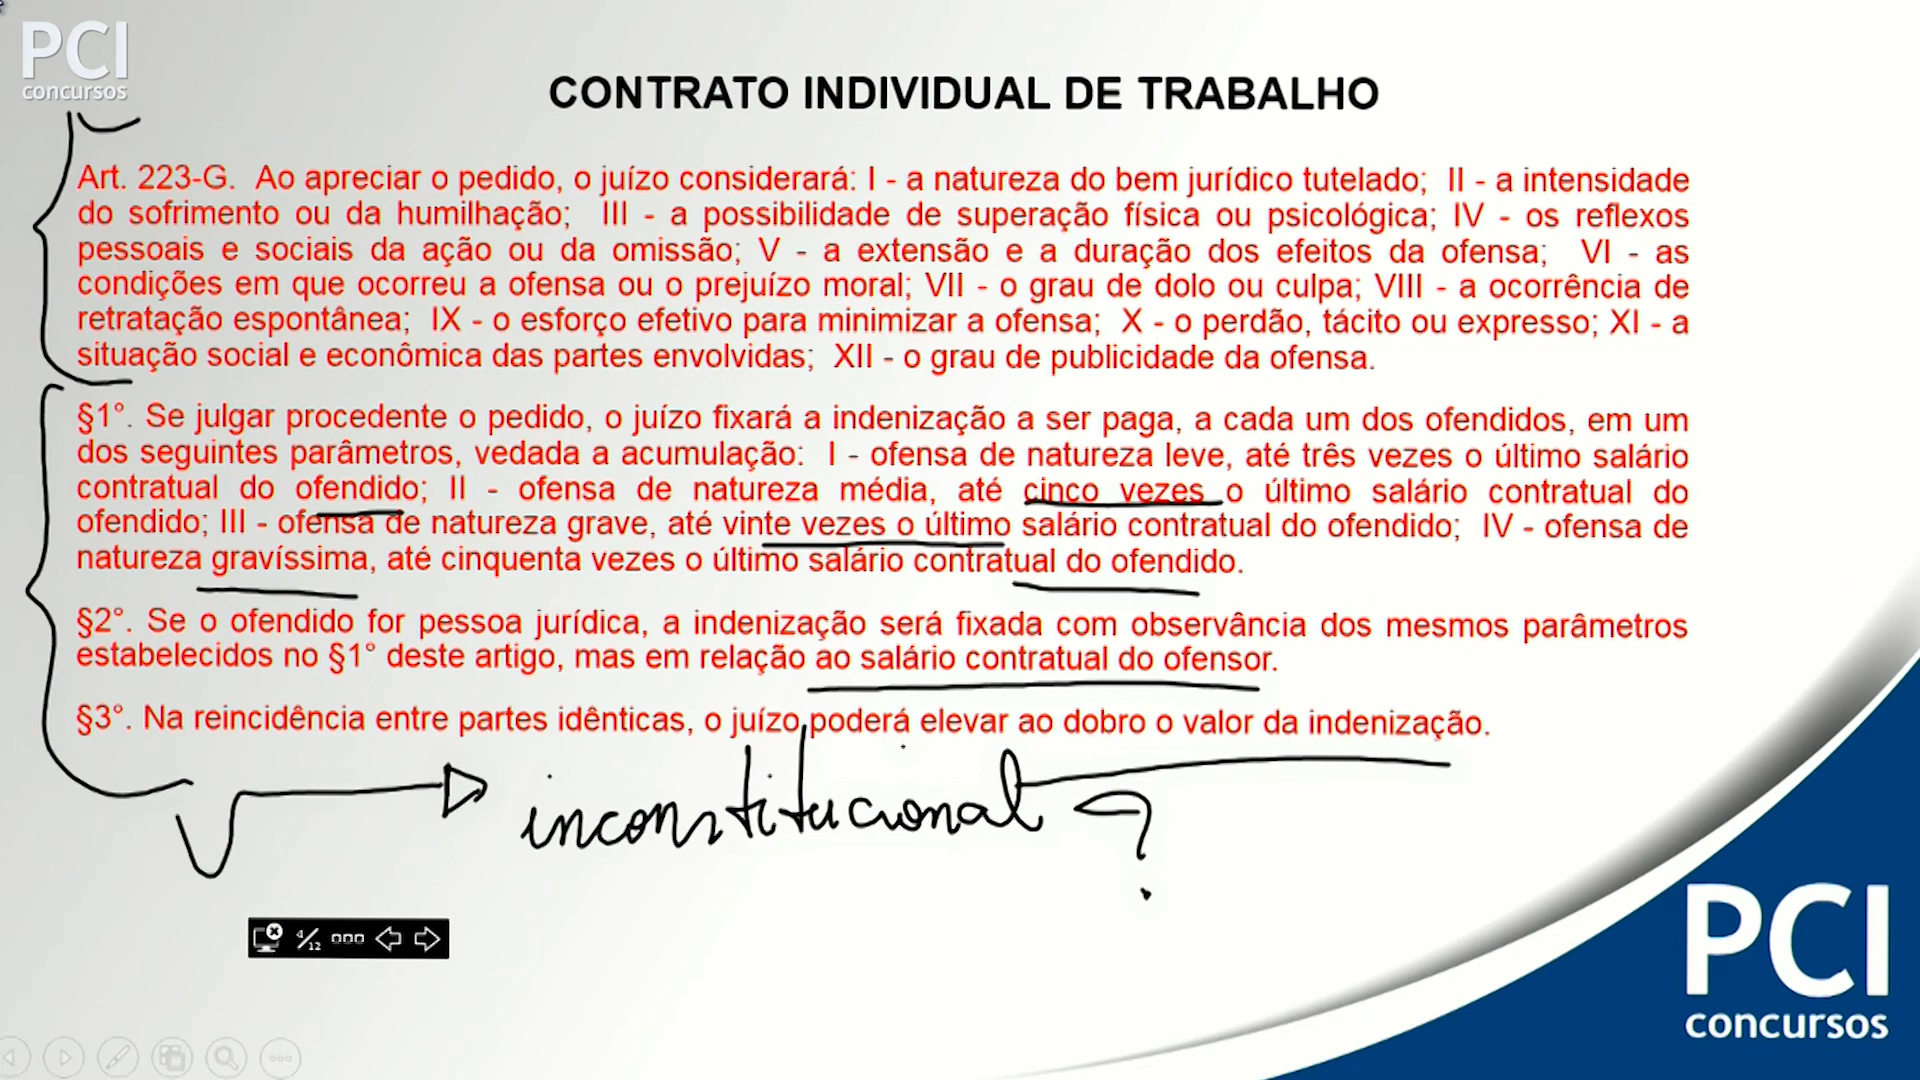 PCI
concursos
CONTRATO INDIVIDUAL DE TRABALHO
Art. 223-G. Ao apreciar o pedido, o juízo considerará: I - a natureza do bem jurídico tutelado; II - a intensidade
do sofrimento ou da humilhação; III - a possibilidade de superação física ou psicológica; IV - os reflexos
pessoais e sociais da ação ou da omissão; V - a extensão e a duração dos efeitos da ofensa; VI - as
condições em que ocorreu a ofensa ou o prejuízo moral; VII - o grau de dolo ou culpa; VIII - a ocorrência de
retratação espontânea; IX - o esforço efetivo para minimizar a ofensa; X - o perdão, tácito ou expresso; XI - a
situação social e econômica das partes envolvidas; XII - o grau de publicidade da ofensa.
§1°. Se julgar procedente o pedido, o juízo fixará a indenização a ser paga, a cada um dos ofendidos, em um
dos seguintes parâmetros, vedada a acumulação: I - ofensa de natureza leve, até três vezes o último salário
contratual do ofendido; II - ofensa de natureza média, até cinco vezes o último salário contratual do
ofendido; III - ofensa de natureza grave, até vinte vezes o último salário contratual do ofendido; IV - ofensa de
natureza gravíssima, até cinquenta vezes o último salário contratual do ofendido.
§2°. Se o ofendido for pessoa jurídica, a indenização será fixada com observância dos mesmos parâmetros
estabelecidos no §1° deste artigo, mas em relação ao salário contratual do ofensor.
§3°. Na reincidência entre partes idênticas, o juízo poderá elevar ao dobro o valor da indenização.
inconstitucional ?
4/12
PCI
concursos